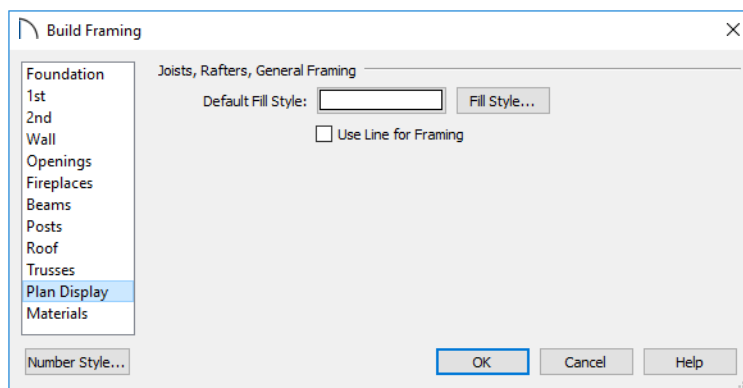 Build Framing
Foundation
1st
2nd
Wall
Openings
Fireplaces
Beams
Posts
Roof
Trusses
Plan Display
Materials
Number Style...
Joists, Rafters, General Framing
Default Fill Style:
Fill Style...
Use Line for Framing
OK
Cancel
Help